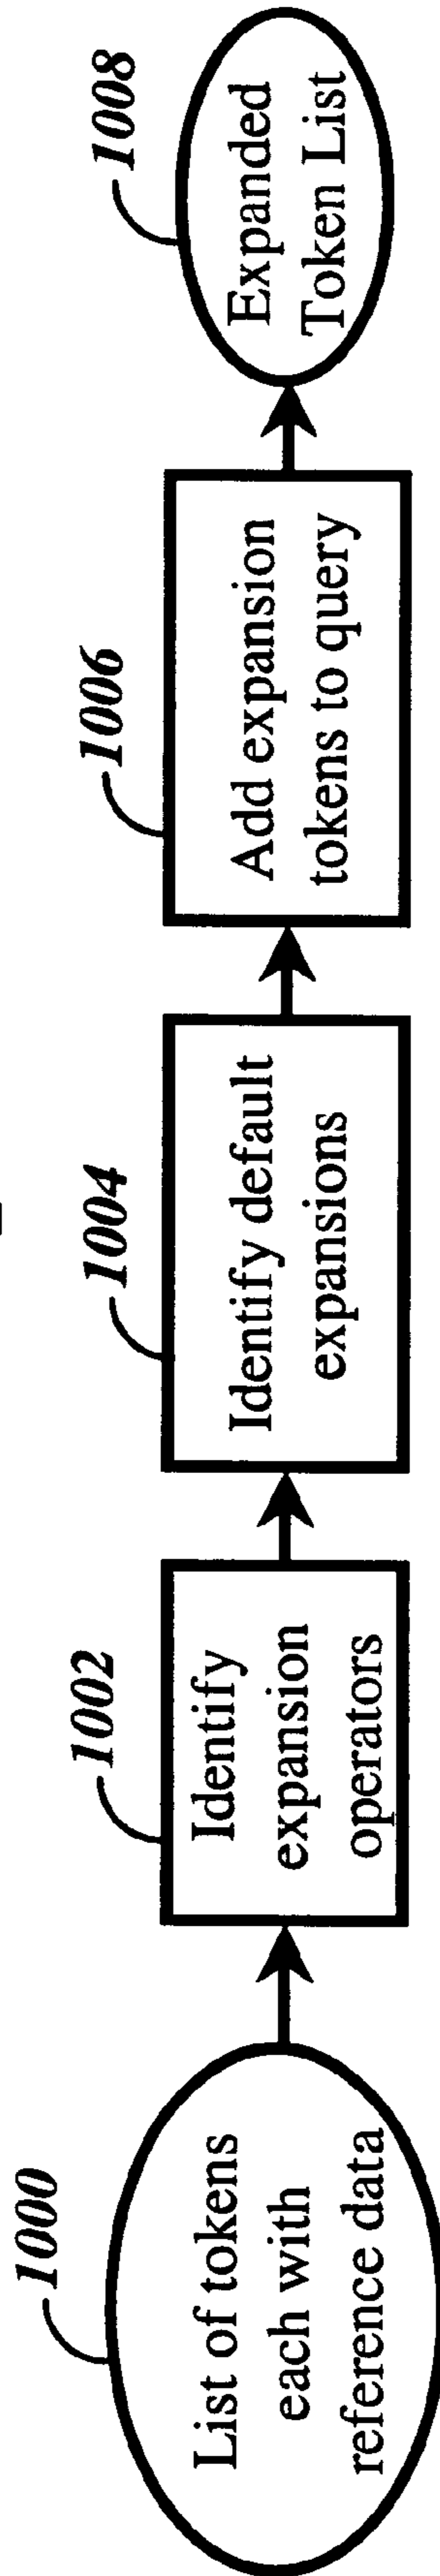 1000
List of tokens
each with
reference data
1002
Identify
expansion
operators
1004
Identify default
expansions
1006
Add expansion
tokens to query
1008
Expanded
Token List